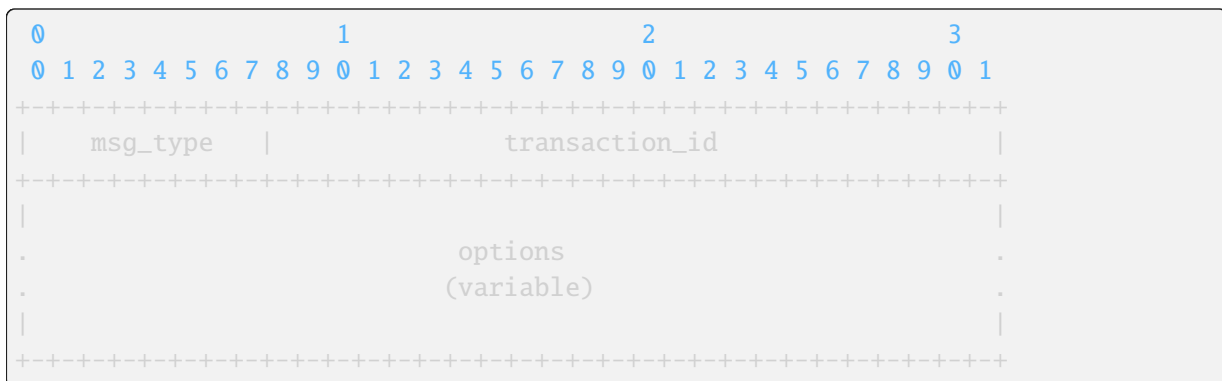 0                   1                   2                   3
 0 1 2 3 4 5 6 7 8 9 0 1 2 3 4 5 6 7 8 9 0 1 2 3 4 5 6 7 8 9 0 1
+-+-+-+-+-+-+-+-+-+-+-+-+-+-+-+-+-+-+-+-+-+-+-+-+-+-+-+-+-+-+-+-+
|    msg_type   |               transaction_id                  |
+-+-+-+-+-+-+-+-+-+-+-+-+-+-+-+-+-+-+-+-+-+-+-+-+-+-+-+-+-+-+-+-+
|                                                               |
.                            options                            .
.                           (variable)                          .
|                                                               |
+-+-+-+-+-+-+-+-+-+-+-+-+-+-+-+-+-+-+-+-+-+-+-+-+-+-+-+-+-+-+-+-+